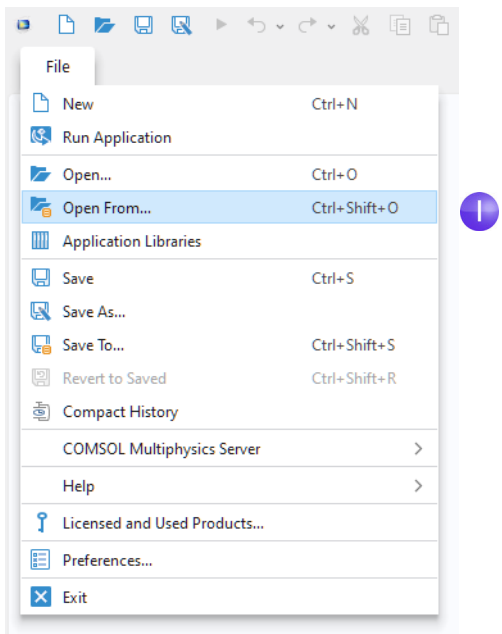 File
New Ctrl+N
Run Application
Open... Ctrl+O
Open From... Ctrl+Shift+O
Application Libraries
Save Ctrl+S
Save As...
Save To... Ctrl+Shift+S
Revert to Saved Ctrl+Shift+R
Compact History
COMSOL Multiphysics Server
Help
Licensed and Used Products...
Preferences...
Exit